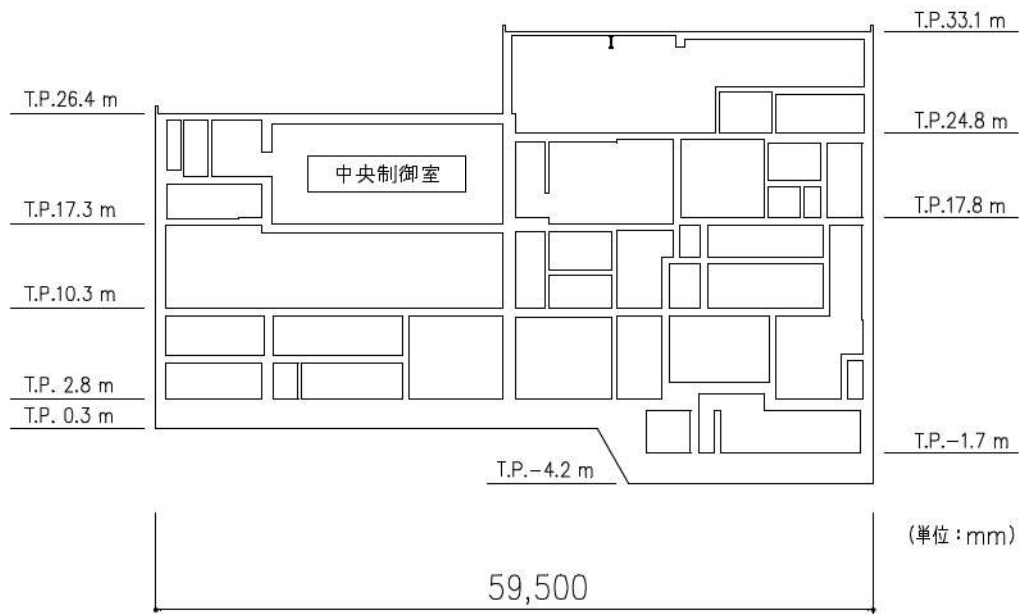 T.P.33.1 m
T.P.26.4 m
T.P.24.8 m
中央制御室
T.P.17.3 m
T.P.17.8 m
T.P.10.3 m
T.P. 2.8 m
T.P. 0.3 m
T.P.-1.7 m
T.P.-4.2 m
(単位：mm)
59,500